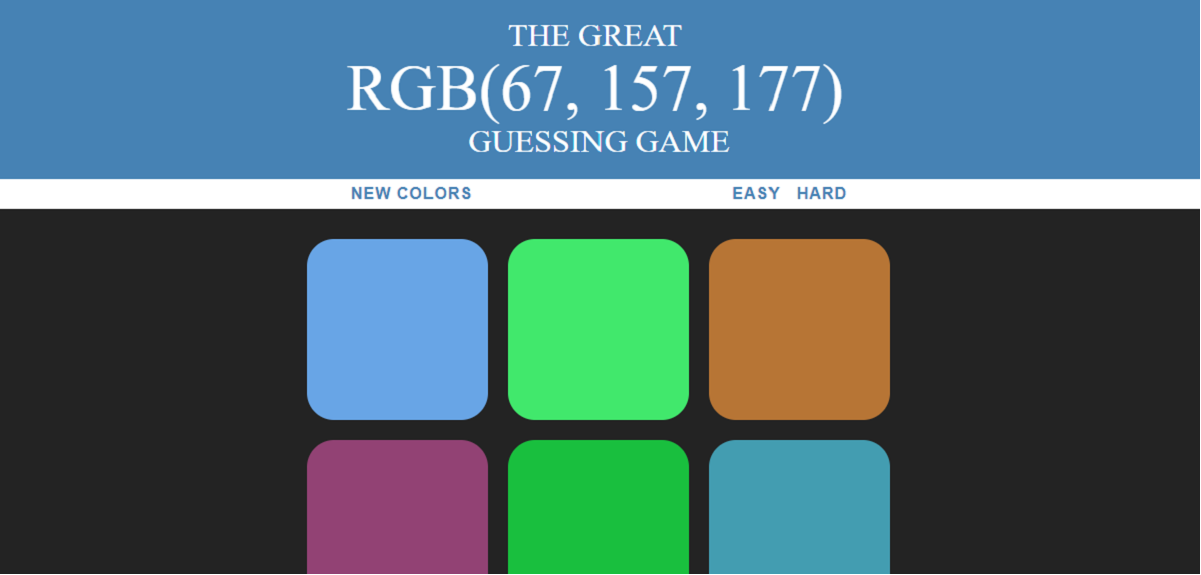 THE GREAT
RGB(67, 157, 177)
GUESSING GAME
NEW COLORS EASY HARD